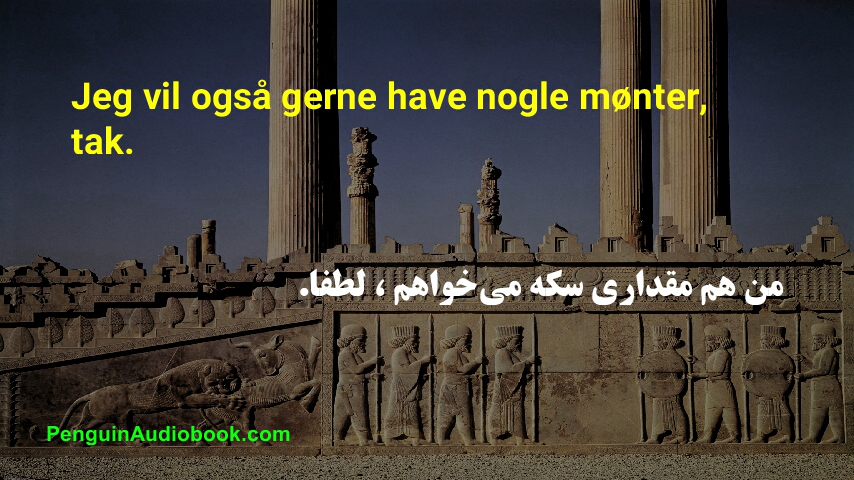 Jeg vil også gerne have nogle mønter,
tak.
من هم مقداری سکه می‌خواهم ، لطفا.
PenguinAudiobook.com